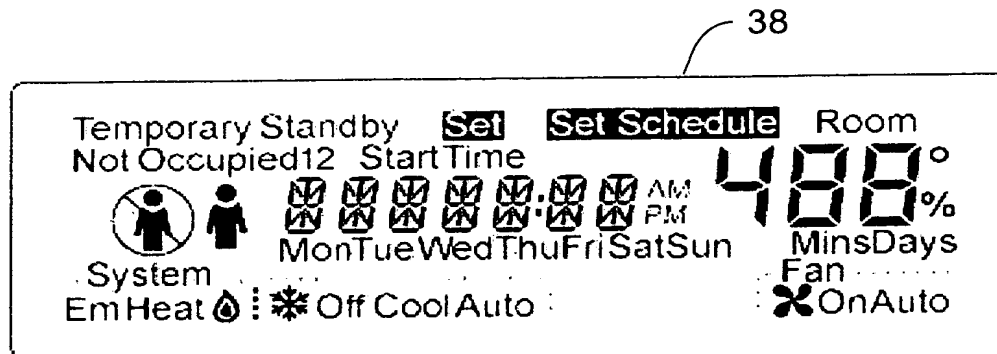 38
Temporary Standby Set Set Schedule Room
Not Occupied12 Start Time
AM
488°
PM
%
MonTueWedThuFriSatSun MinsDays
System Fan
Em Heat Off Cool Auto OnAuto